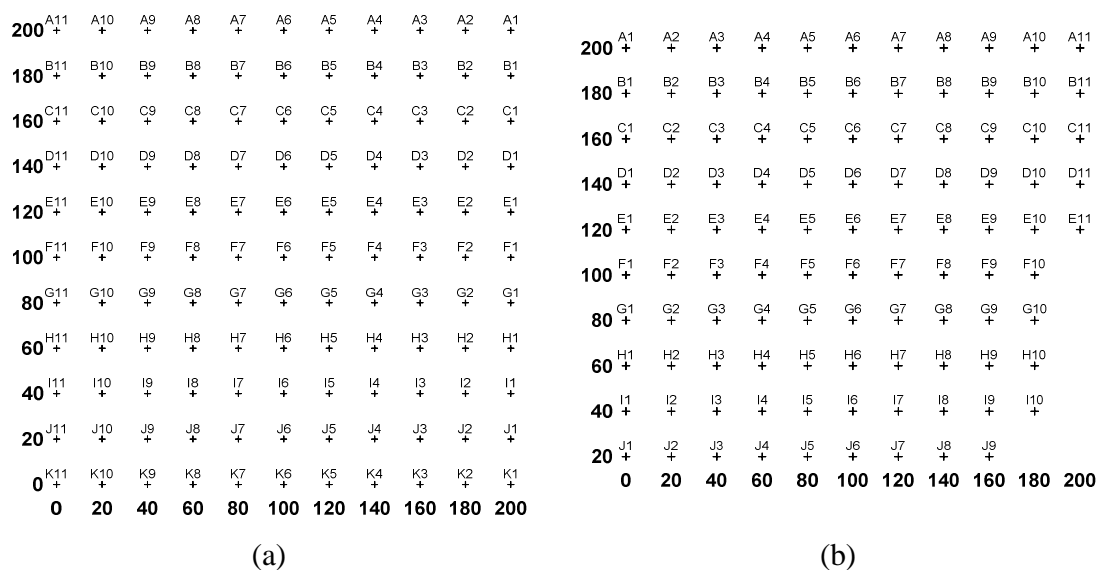 A11 A10 A9 A8 A7 A6 A5 A4 A3 A2 A1
200
B11 B10 B9 B8 B7 B6 B5 B4 B3 B2 B1
180
C11 C10 C9 C8 C7 C6 C5 C4 C3 C2 C1
160
D11 D10 D9 D8 D7 D6 D5 D4 D3 D2 D1
140
E11 E10 E9 E8 E7 E6 E5 E4 E3 E2 E1
120
F11 F10 F9 F8 F7 F6 F5 F4 F3 F2 F1
100
G11 G10 G9 G8 G7 G6 G5 G4 G3 G2 G1
80
H11 H10 H9 H8 H7 H6 H5 H4 H3 H2 H1
60
I11 I10 I9 I8 I7 I6 I5 I4 I3 I2 I1
40
J11 J10 J9 J8 J7 J6 J5 J4 J3 J2 J1
20
K11 K10 K9 K8 K7 K6 K5 K4 K3 K2 K1
0
0 20 40 60 80 100 120 140 160 180 200
(a)
A1 A2 A3 A4 A5 A6 A7 A8 A9 A10 A11
200
B1 B2 B3 B4 B5 B6 B7 B8 B9 B10 B11
180
C1 C2 C3 C4 C5 C6 C7 C8 C9 C10 C11
160
D1 D2 D3 D4 D5 D6 D7 D8 D9 D10 D11
140
E1 E2 E3 E4 E5 E6 E7 E8 E9 E10 E11
120
F1 F2 F3 F4 F5 F6 F7 F8 F9 F10
100
G1 G2 G3 G4 G5 G6 G7 G8 G9 G10
80
H1 H2 H3 H4 H5 H6 H7 H8 H9 H10
60
I1 I2 I3 I4 I5 I6 I7 I8 I9 I10
40
J1 J2 J3 J4 J5 J6 J7 J8 J9
20
0 20 40 60 80 100 120 140 160 180 200
(b)